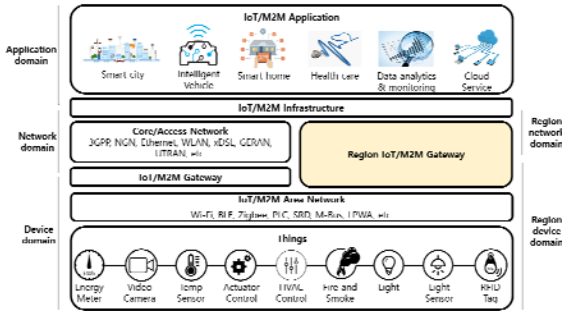 IoT/M2M Application
Application
domain
Smart city
Intelligent
Vehicle
Smart home
Health care
Data analytics
& monitoring
Cloud
Service
IoT/M2M Infrastructure
Network
domain
Core/Access Network
3GPP, NGN, Ethernet, WLAN, xDSL, GERAN,
UTRAN, etc
Region IoT/M2M Gateway
Region
network
domain
IoT/M2M Gateway
IoT/M2M Area Network
Wi-Fi, BLE, Zigbee, PLC, SRD, M-Bus, LPWA, etc
Device
domain
Region
device
domain
Things
Energy
Meter
Video
Camera
Temp
Sensor
Actuator
Control
HVAC
Control
Fire and
Smoke
Light
Light
Sensor
RFID
Tag